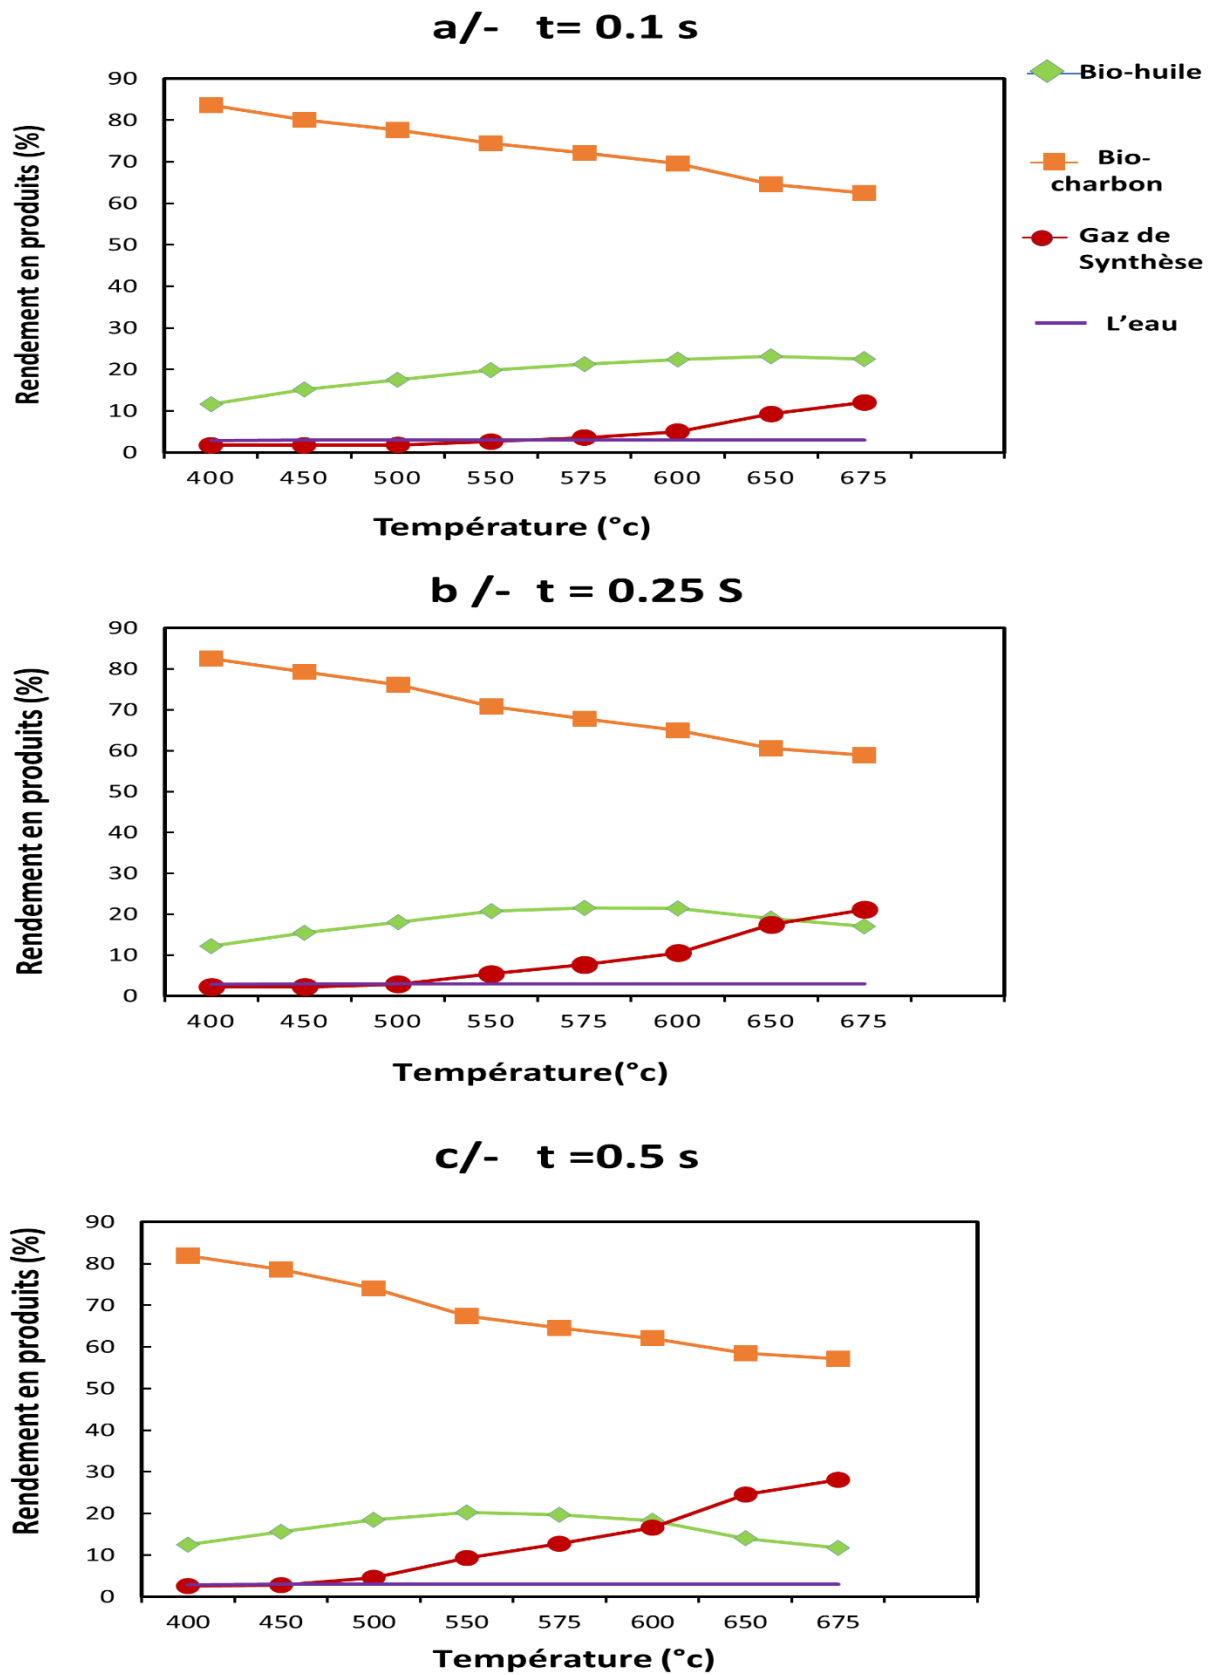 a/-   t= 0.1 s
Bio-huile
Bio-
charbon
Gaz de
Synthèse
L’eau
Rendement en produits (%)
90
80
70
60
50
40
30
20
10
0
400 450 500 550 575 600 650 675
Température (°c)
b /-  t = 0.25 S
Rendement en produits (%)
90
80
70
60
50
40
30
20
10
0
400 450 500 550 575 600 650 675
Température(°c)
c/-   t =0.5 s
Rendement en produits (%)
90
80
70
60
50
40
30
20
10
0
400 450 500 550 575 600 650 675
Température (°c)